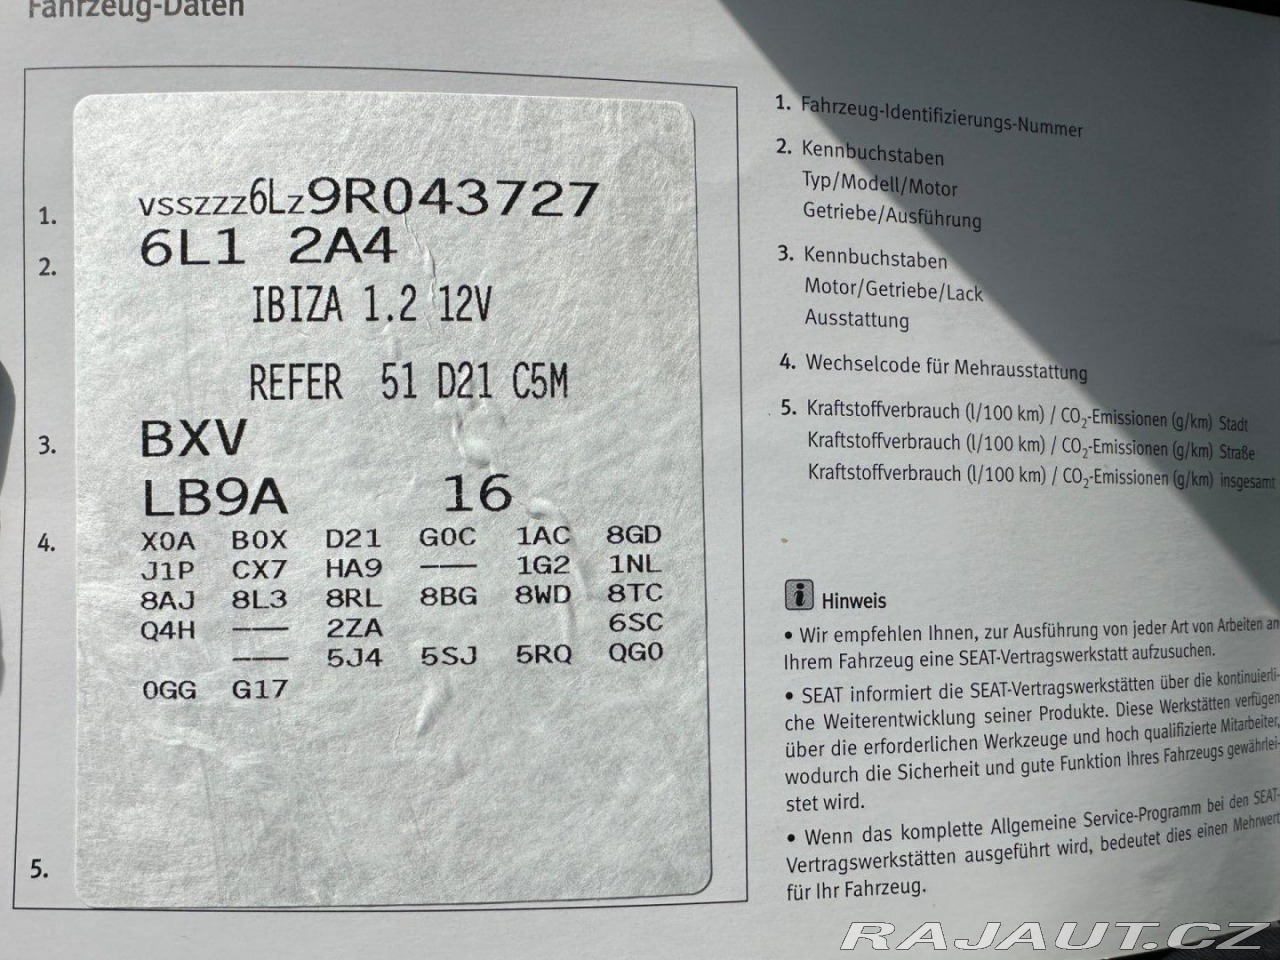 Fahrzeug-Daten
1.
VSSZZZ6LZ9R043727
2.
6L1 2A4
IBIZA 1.2 12V
REFER 51 D21 C5M
3.
BXV
LB9A 16
4.
X0A B0X D21 G0C 1AC 8GD
J1P CX7 HA9 --- 1G2 1NL
8AJ 8L3 8RL 8BG 8WD 8TC
Q4H --- 2ZA 6SC
--- 5J4 5SJ 5RQ QG0
0GG G17
5.
1. Fahrzeug-Identifizierungs-Nummer
2. Kennbuchstaben
Typ/Modell/Motor
Getriebe/Ausführung
3. Kennbuchstaben
Motor/Getriebe/Lack
Ausstattung
4. Wechselcode für Mehrausstattung
5. Kraftstoffverbrauch (l/100 km) / CO₂-Emissionen (g/km) Stadt
Kraftstoffverbrauch (l/100 km) / CO₂-Emissionen (g/km) Straße
Kraftstoffverbrauch (l/100 km) / CO₂-Emissionen (g/km) insgesamt
i Hinweis
• Wir empfehlen Ihnen, zur Ausführung von jeder Art von Arbeiten an
Ihrem Fahrzeug eine SEAT-Vertragswerkstatt aufzusuchen.
• SEAT informiert die SEAT-Vertragswerkstätten über die kontinuierli-
che Weiterentwicklung seiner Produkte. Diese Werkstätten verfügen
über die erforderlichen Werkzeuge und hoch qualifizierte Mitarbeiter,
wodurch die Sicherheit und gute Funktion Ihres Fahrzeugs gewährlei-
stet wird.
• Wenn das komplette Allgemeine Service-Programm bei den SEAT-
Vertragswerkstätten ausgeführt wird, bedeutet dies einen Mehrwert
für Ihr Fahrzeug.
RAJAUT.CZ